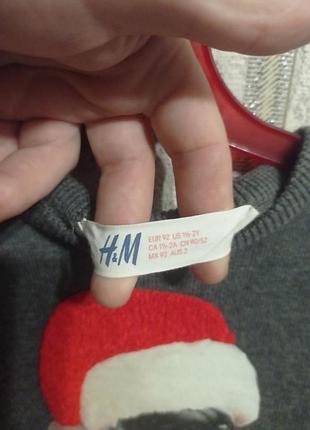 H&M
EUR 92 US 1½-2Y
CA 1½-2A CN 90/52
MX 92 AUS 2